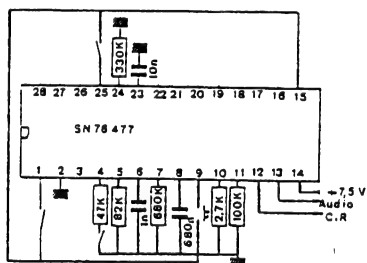 330K
10n
28 27 26 25 24 23 22 21 20 19 18 17 16 15
SN 76 477
1 2 3 4 5 6 7 8 9 10 11 12 13 14
47K 82K 1n 680K 680n 2,7K 100K
+7,5 V
Audio
C.R